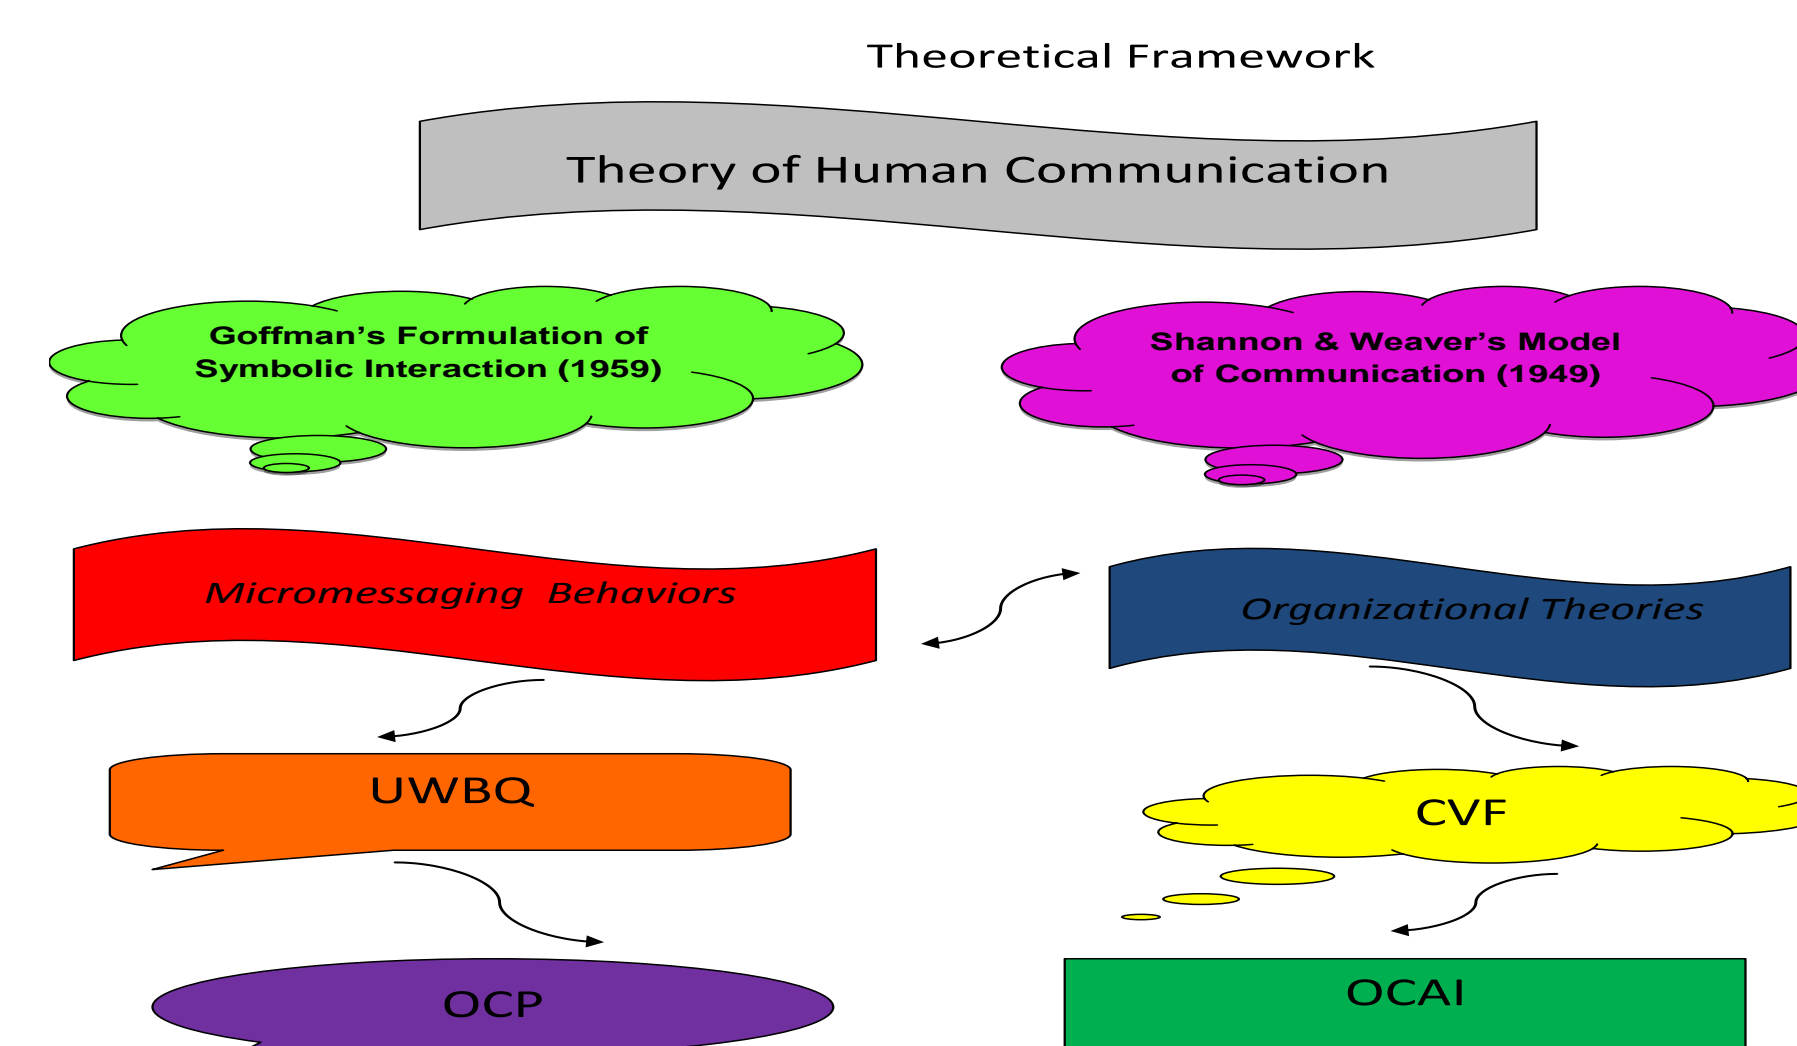 Theoretical Framework
Theory of Human Communication
Goffman’s Formulation of
Symbolic Interaction (1959)
Shannon & Weaver’s Model
of Communication (1949)
Micromessaging  Behaviors
Organizational Theories
UWBQ
CVF
OCP
OCAI